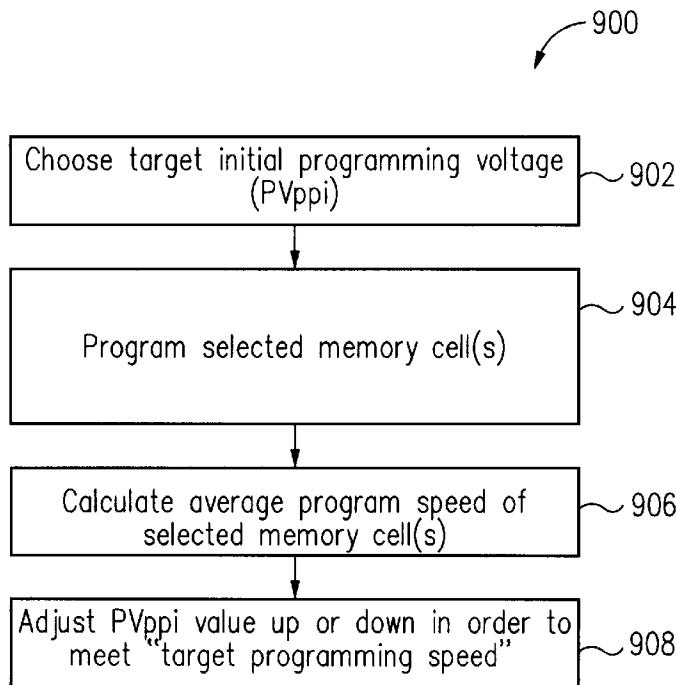 900
Choose target initial programming voltage
(PVppi)
902
Program selected memory cell(s)
904
Calculate average program speed of
selected memory cell(s)
906
Adjust PVppi value up or down in order to
meet "target programming speed"
908